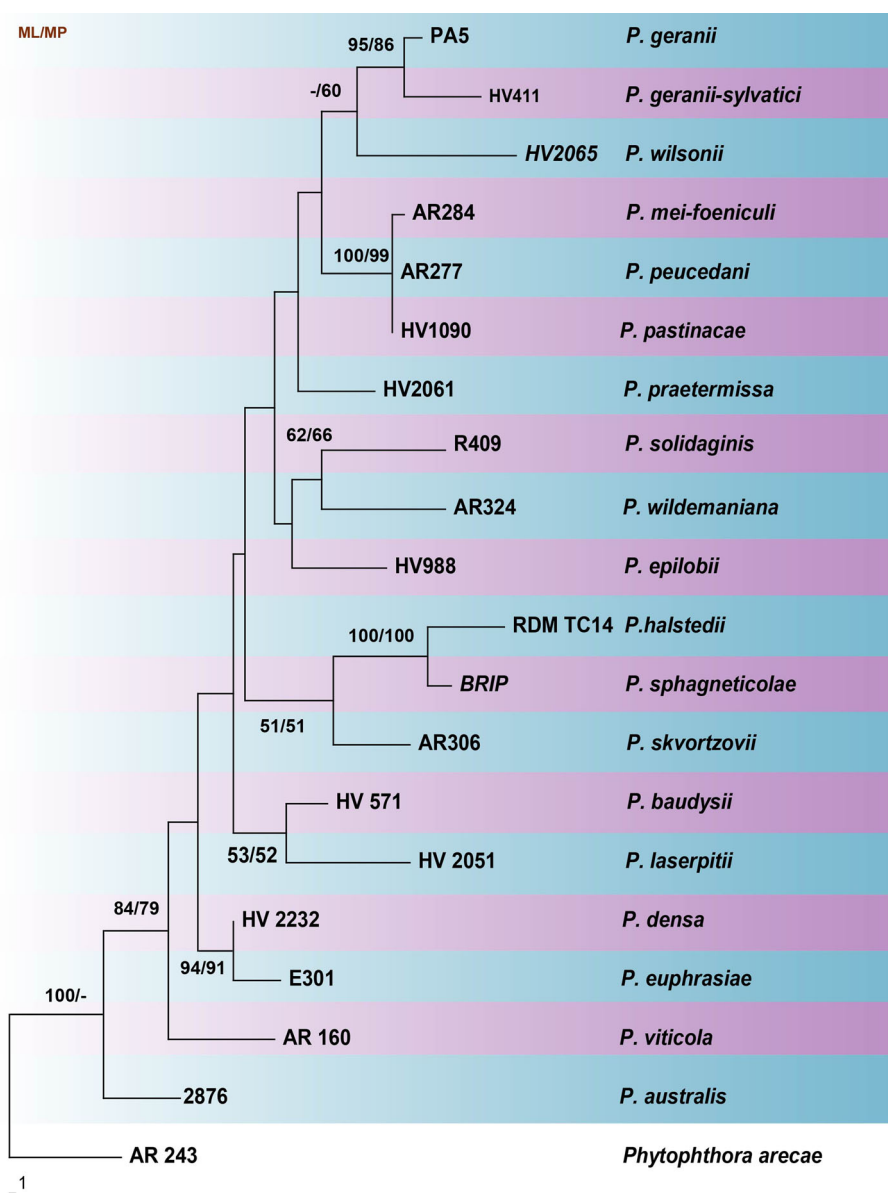 ML/MP
95/86 PA5 P. geranii
-/60 HV411 P. geranii-sylvatici
HV2065 P. wilsonii
AR284 P. mei-foeniculi
100/99 AR277 P. peucedani
HV1090 P. pastinacae
HV2061 P. praetermissa
62/66 R409 P. solidaginis
AR324 P. wildemaniana
HV988 P. epilobii
RDM TC14 P.halstedii
100/100
BRIP P. sphagneticolae
51/51 AR306 P. skvortzovii
HV 571 P. baudysii
53/52 HV 2051 P. laserpitii
84/79 HV 2232 P. densa
94/91 E301 P. euphrasiae
100/-
AR 160 P. viticola
2876 P. australis
AR 243 Phytophthora arecae
1